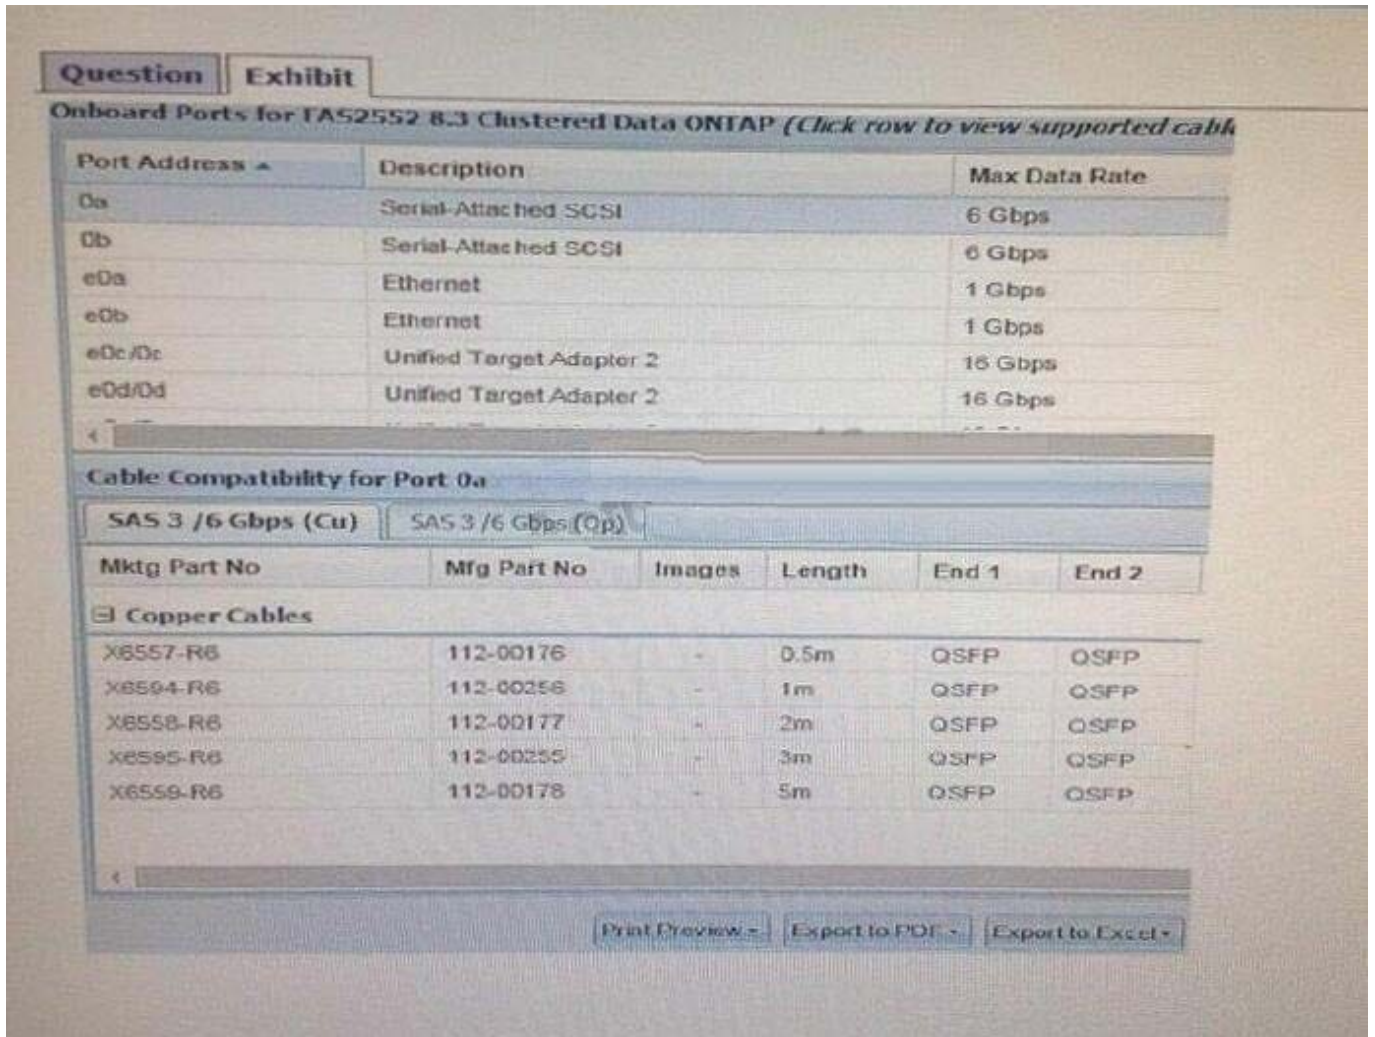 Question Exhibit
Onboard Ports for FAS2552 8.3 Clustered Data ONTAP (Click row to view supported cabl
Port Address Description Max Data Rate
0a Serial-Attached SCSI 6 Gbps
0b Serial-Attached SCSI 6 Gbps
e0a Ethernet 1 Gbps
e0b Ethernet 1 Gbps
e0c/0c Unified Target Adapter 2 16 Gbps
e0d/0d Unified Target Adapter 2 16 Gbps
Cable Compatibility for Port 0a
SAS 3 /6 Gbps (Cu) SAS 3 /6 Gbps (Op)
Mktg Part No Mfg Part No Images Length End 1 End 2
Copper Cables
X6557-R6 112-00176 - 0.5m QSFP QSFP
X6594-R6 112-00256 - 1m QSFP QSFP
X6558-R6 112-00177 - 2m QSFP QSFP
X6595-R6 112-00255 - 3m QSFP QSFP
X6559-R6 112-00178 - 5m QSFP QSFP
Print Preview Export to PDF Export to Excel